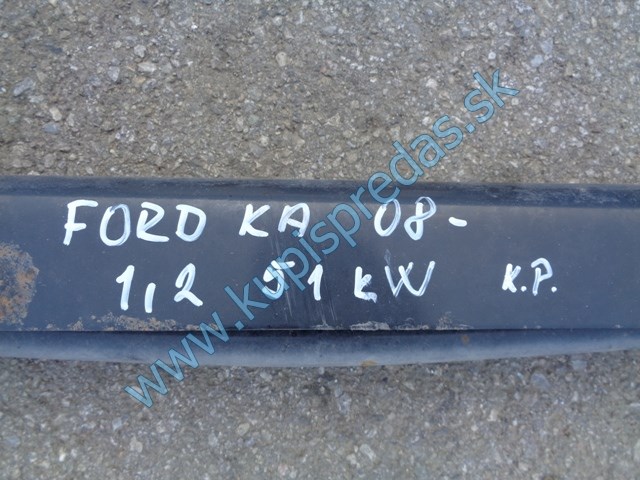 FORD KA 08-
1,2 51 kW K.P.
www.kupispredas.sk